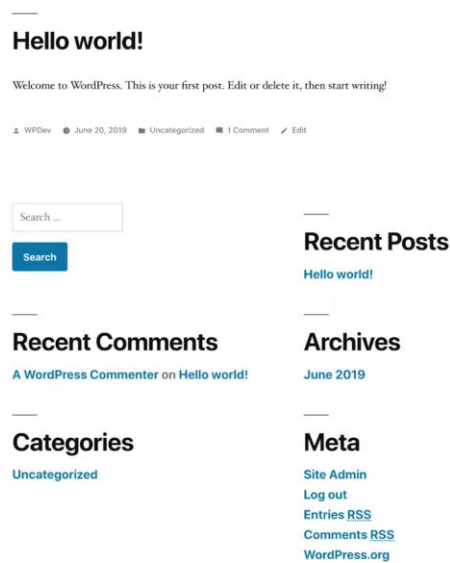 Hello world!
Welcome to WordPress. This is your first post. Edit or delete it, then start writing!
WPDev June 20, 2019 Uncategorized 1 Comment Edit
Search ...
Search
Recent Posts
Hello world!
Recent Comments
A WordPress Commenter on Hello world!
Archives
June 2019
Categories
Uncategorized
Meta
Site Admin
Log out
Entries RSS
Comments RSS
WordPress.org